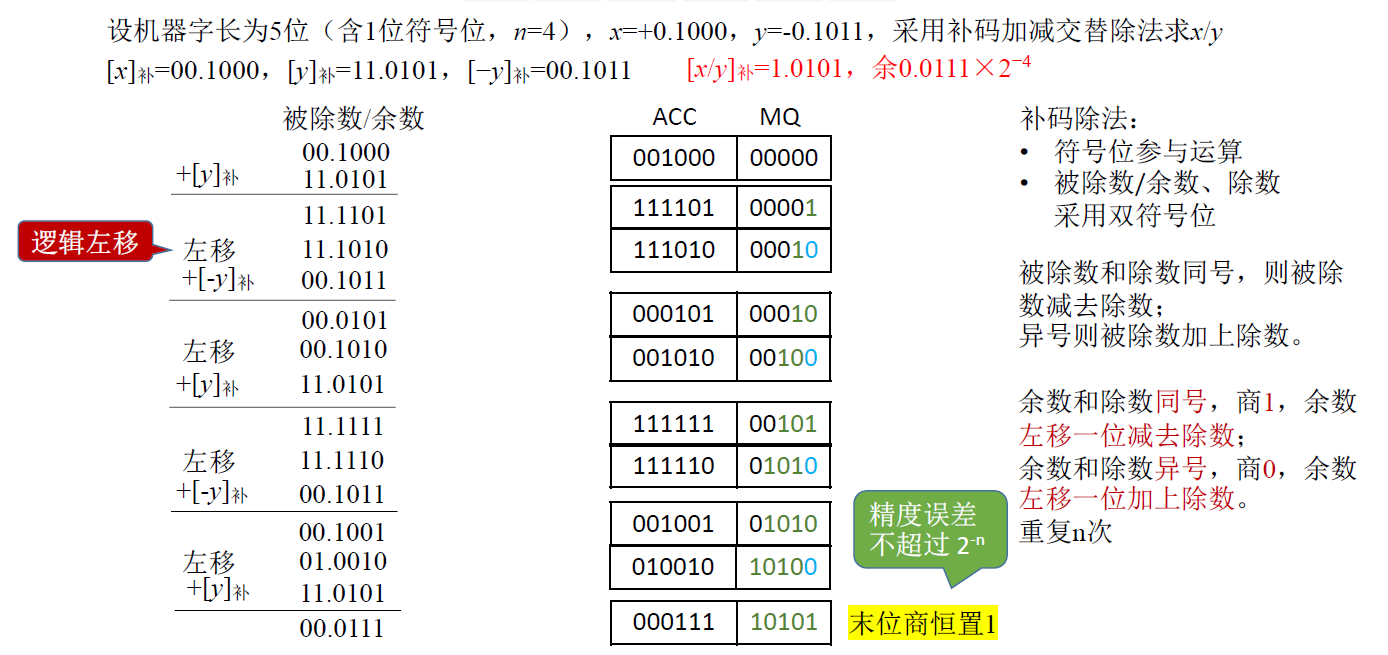 设机器字长为5位（含1位符号位，n=4），x=+0.1000，y=-0.1011，采用补码加减交替除法求x/y
[x]补=00.1000，[y]补=11.0101，[−y]补=00.1011
[x/y]补=1.0101，余0.0111×2⁻⁴
被除数/余数
00.1000
+[y]补 11.0101
11.1101
逻辑左移
左移 11.1010
+[-y]补 00.1011
00.0101
左移 00.1010
+[y]补 11.0101
11.1111
左移 11.1110
+[-y]补 00.1011
00.1001
左移 01.0010
+[y]补 11.0101
00.0111
ACC MQ
001000 00000
111101 00001
111010 00010
000101 00010
001010 00100
111111 00101
111110 01010
001001 01010
010010 10100
000111 10101
补码除法：
• 符号位参与运算
• 被除数/余数、除数
采用双符号位
被除数和除数同号，则被除
数减去除数；
异号则被除数加上除数。
余数和除数同号，商1，余数
左移一位减去除数；
余数和除数异号，商0，余数
左移一位加上除数。
重复n次
精度误差
不超过 2⁻ⁿ
末位商恒置1